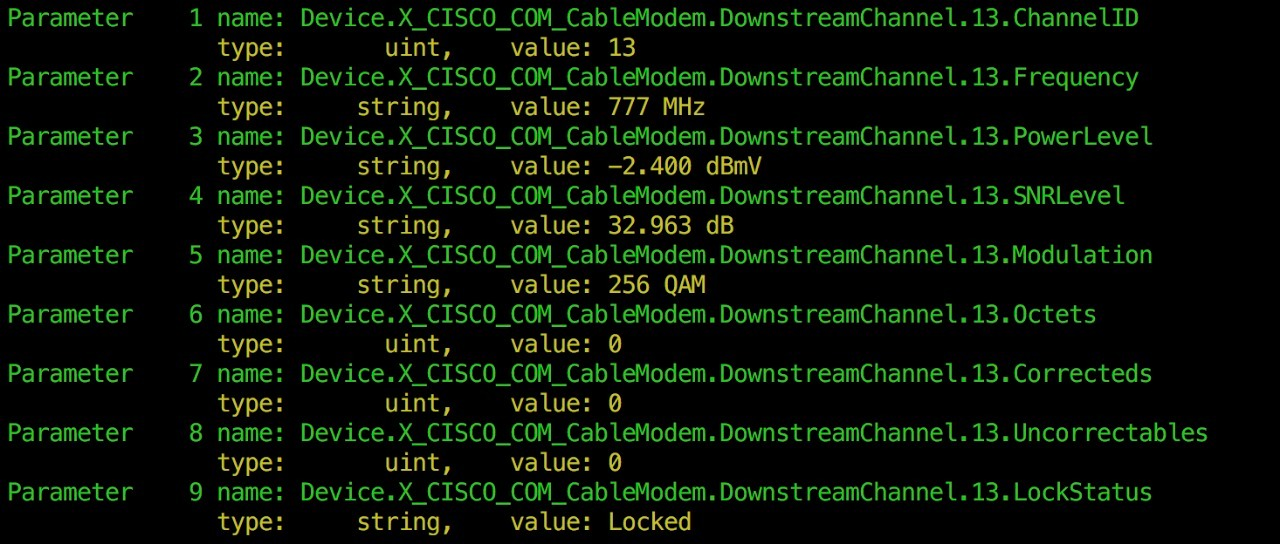 Parameter    1 name: Device.X_CISCO_COM_CableModem.DownstreamChannel.13.ChannelID
               type:       uint,    value: 13
Parameter    2 name: Device.X_CISCO_COM_CableModem.DownstreamChannel.13.Frequency
               type:     string,    value: 777 MHz
Parameter    3 name: Device.X_CISCO_COM_CableModem.DownstreamChannel.13.PowerLevel
               type:     string,    value: -2.400 dBmV
Parameter    4 name: Device.X_CISCO_COM_CableModem.DownstreamChannel.13.SNRLevel
               type:     string,    value: 32.963 dB
Parameter    5 name: Device.X_CISCO_COM_CableModem.DownstreamChannel.13.Modulation
               type:     string,    value: 256 QAM
Parameter    6 name: Device.X_CISCO_COM_CableModem.DownstreamChannel.13.Octets
               type:       uint,    value: 0
Parameter    7 name: Device.X_CISCO_COM_CableModem.DownstreamChannel.13.Correcteds
               type:       uint,    value: 0
Parameter    8 name: Device.X_CISCO_COM_CableModem.DownstreamChannel.13.Uncorrectables
               type:       uint,    value: 0
Parameter    9 name: Device.X_CISCO_COM_CableModem.DownstreamChannel.13.LockStatus
               type:     string,    value: Locked